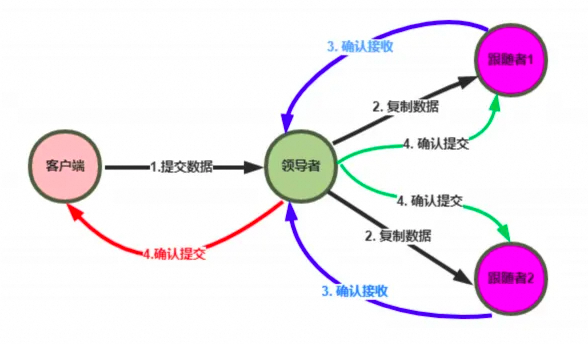 3. 确认接收
跟随者1
2. 复制数据
4. 确认提交
客户端
1.提交数据
领导者
4. 确认提交
2. 复制数据
4.确认提交
跟随者2
3. 确认接收